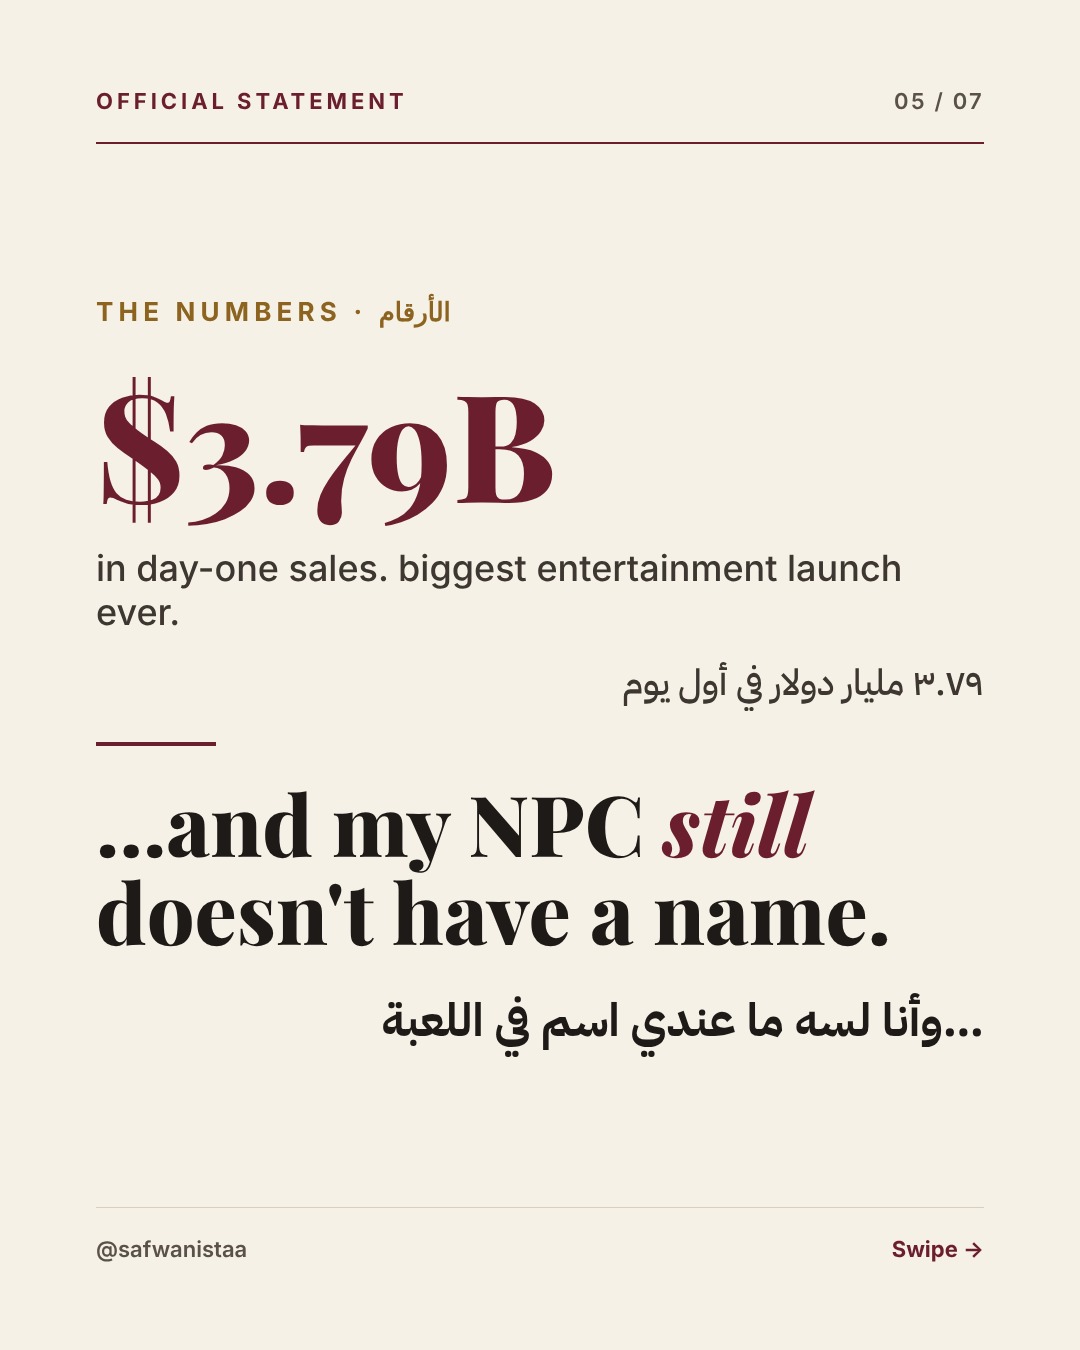 OFFICIAL STATEMENT
05 / 07
THE NUMBERS · الأرقام
$3.79B
in day-one sales. biggest entertainment launch
ever.
٣.٧٩ مليار دولار في أول يوم
...and my NPC still
doesn't have a name.
...وأنا لسه ما عندي اسم في اللعبة
@safwanistaa
Swipe →